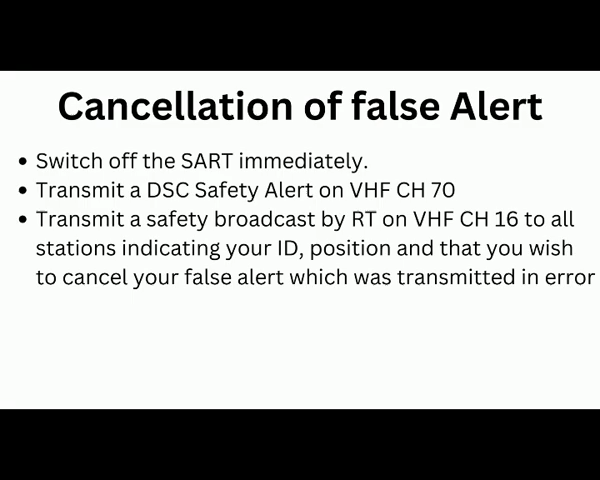 Cancellation of false Alert
• Switch off the SART immediately.
• Transmit a DSC Safety Alert on VHF CH 70
• Transmit a safety broadcast by RT on VHF CH 16 to all
stations indicating your ID, position and that you wish
to cancel your false alert which was transmitted in error